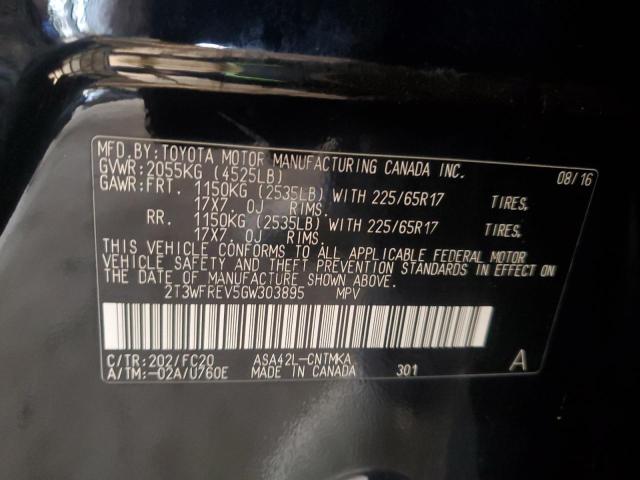 MFD.BY:TOYOTA MOTOR MANUFACTURING CANADA INC. 08/16
GVWR:2055KG (4525LB)
GAWR:FRT. 1150KG (2535LB) WITH 225/65R17 TIRES,
17X7. 0J RIMS.
RR. 1150KG (2535LB) WITH 225/65R17 TIRES,
17X7. 0J RIMS.
THIS VEHICLE CONFORMS TO ALL APPLICABLE FEDERAL MOTOR
VEHICLE SAFETY AND THEFT PREVENTION STANDARDS IN EFFECT ON
THE DATE OF MANUFACTURE SHOWN ABOVE.
2T3WFREV5GW303895 MPV
C/TR:202/FC20 ASA42L-CNTMKA A
A/TM:-02A/U760E MADE IN CANADA 301